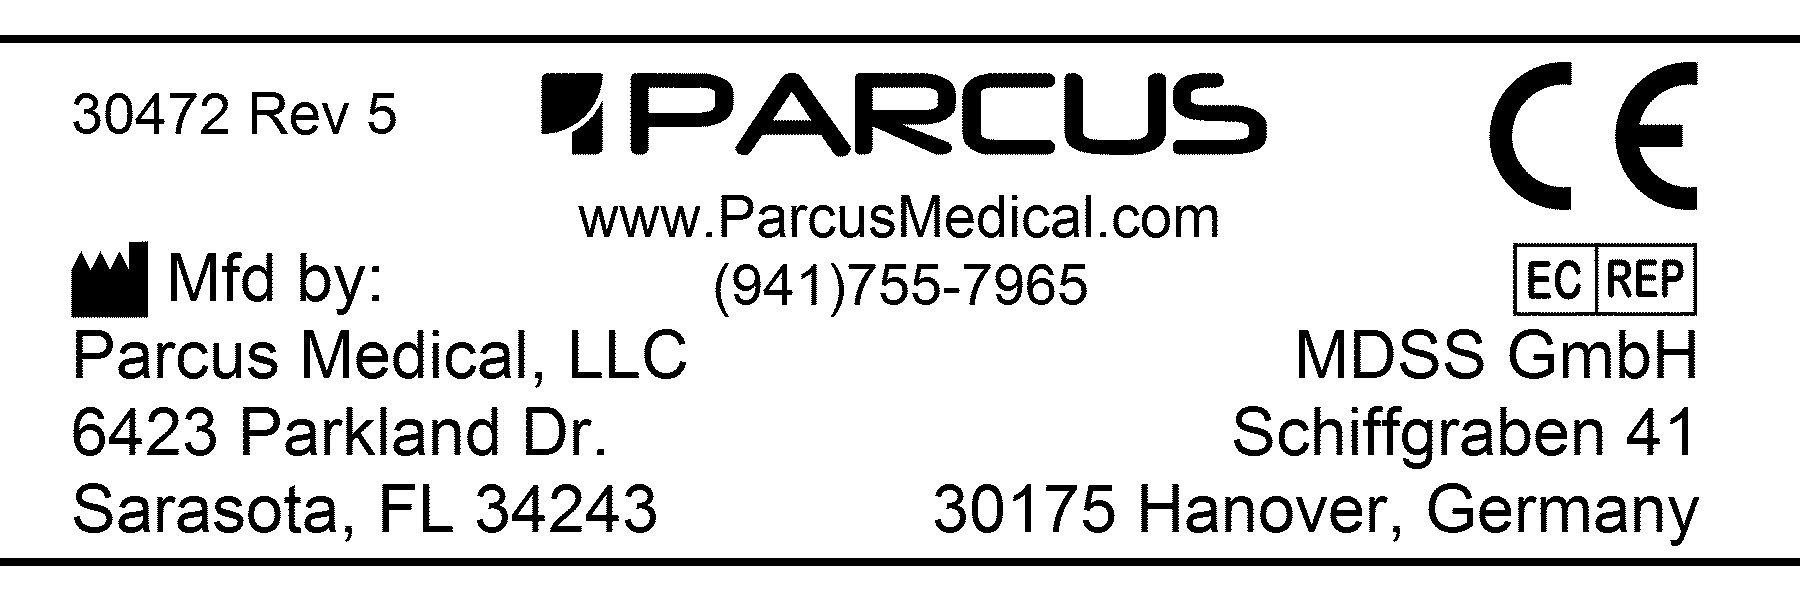 30472 Rev 5
PARCUS
CE
www.ParcusMedical.com
(941)755-7965
Mfd by:
Parcus Medical, LLC
6423 Parkland Dr.
Sarasota, FL 34243
EC REP
MDSS GmbH
Schiffgraben 41
30175 Hanover, Germany